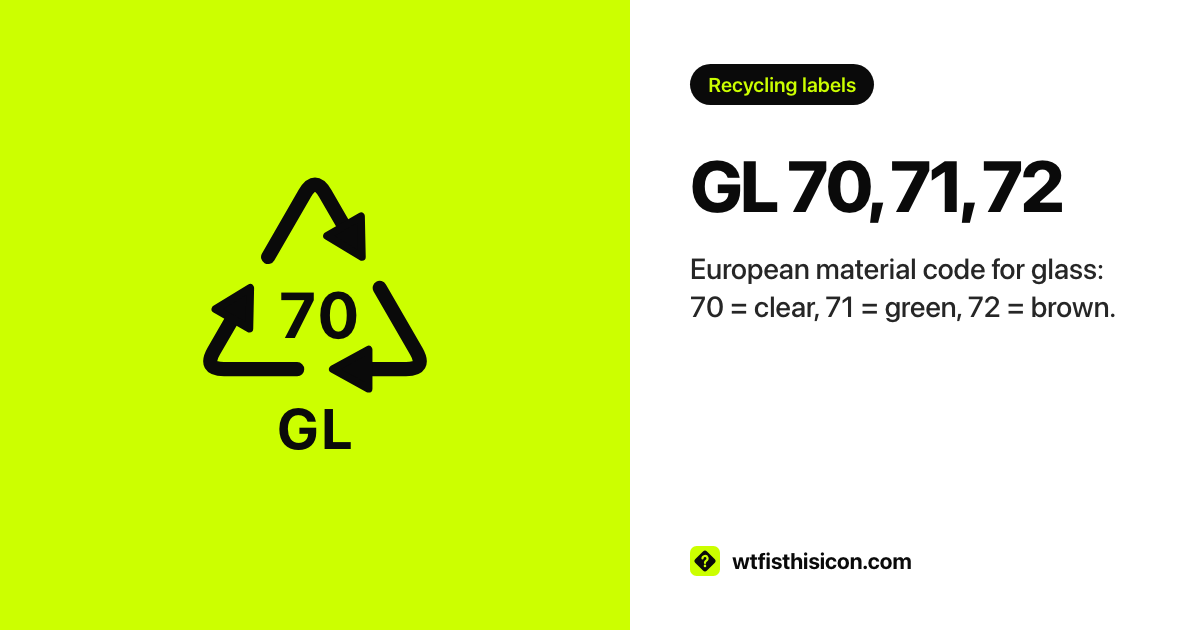 70
GL
Recycling labels
GL 70, 71, 72
European material code for glass:
70 = clear, 71 = green, 72 = brown.
?
wtfisthisicon.com